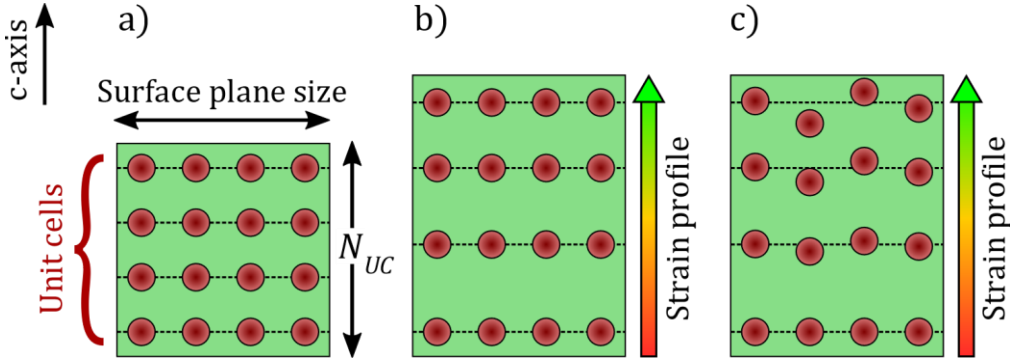 c-axis
a)
b)
c)
Surface plane size
Unit cells
N_UC
Strain profile
Strain profile